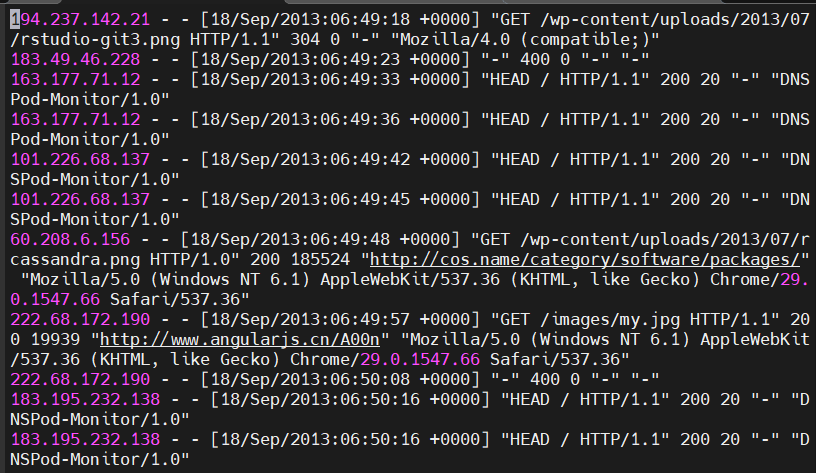 194.237.142.21 - - [18/Sep/2013:06:49:18 +0000] "GET /wp-content/uploads/2013/07
/rstudio-git3.png HTTP/1.1" 304 0 "-" "Mozilla/4.0 (compatible;)"
183.49.46.228 - - [18/Sep/2013:06:49:23 +0000] "-" 400 0 "-" "-"
163.177.71.12 - - [18/Sep/2013:06:49:33 +0000] "HEAD / HTTP/1.1" 200 20 "-" "DNS
Pod-Monitor/1.0"
163.177.71.12 - - [18/Sep/2013:06:49:36 +0000] "HEAD / HTTP/1.1" 200 20 "-" "DNS
Pod-Monitor/1.0"
101.226.68.137 - - [18/Sep/2013:06:49:42 +0000] "HEAD / HTTP/1.1" 200 20 "-" "DN
SPod-Monitor/1.0"
101.226.68.137 - - [18/Sep/2013:06:49:45 +0000] "HEAD / HTTP/1.1" 200 20 "-" "DN
SPod-Monitor/1.0"
60.208.6.156 - - [18/Sep/2013:06:49:48 +0000] "GET /wp-content/uploads/2013/07/r
cassandra.png HTTP/1.0" 200 185524 "http://cos.name/category/software/packages/"
 "Mozilla/5.0 (Windows NT 6.1) AppleWebKit/537.36 (KHTML, like Gecko) Chrome/29.
0.1547.66 Safari/537.36"
222.68.172.190 - - [18/Sep/2013:06:49:57 +0000] "GET /images/my.jpg HTTP/1.1" 20
0 19939 "http://www.angularjs.cn/A00n" "Mozilla/5.0 (Windows NT 6.1) AppleWebKit
/537.36 (KHTML, like Gecko) Chrome/29.0.1547.66 Safari/537.36"
222.68.172.190 - - [18/Sep/2013:06:50:08 +0000] "-" 400 0 "-" "-"
183.195.232.138 - - [18/Sep/2013:06:50:16 +0000] "HEAD / HTTP/1.1" 200 20 "-" "D
NSPod-Monitor/1.0"
183.195.232.138 - - [18/Sep/2013:06:50:16 +0000] "HEAD / HTTP/1.1" 200 20 "-" "D
NSPod-Monitor/1.0"